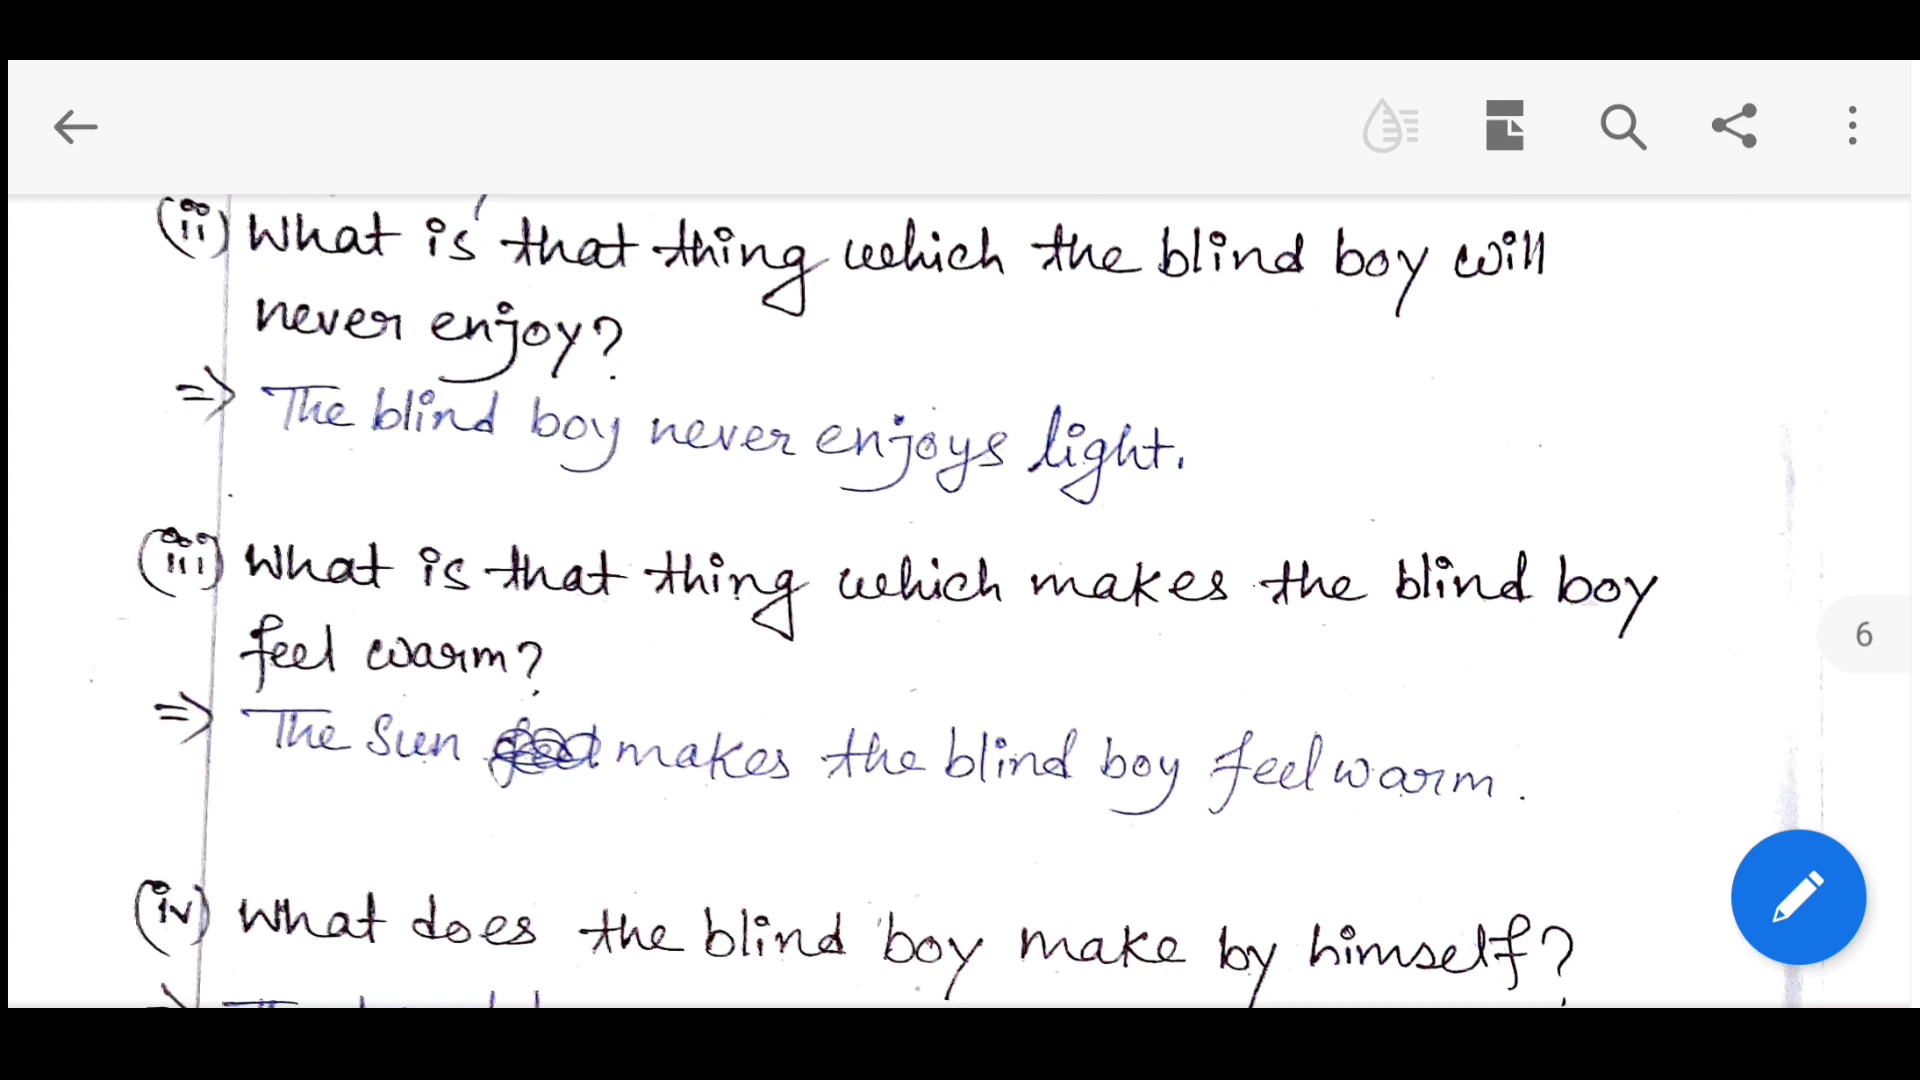 (ii) What is that thing which the blind boy will
never enjoy?
=> The blind boy never enjoys light.
(iii) What is that thing which makes the blind boy
feel warm?
6
=> The Sun makes the blind boy feel warm.
(iv) What does the blind boy make by himself?